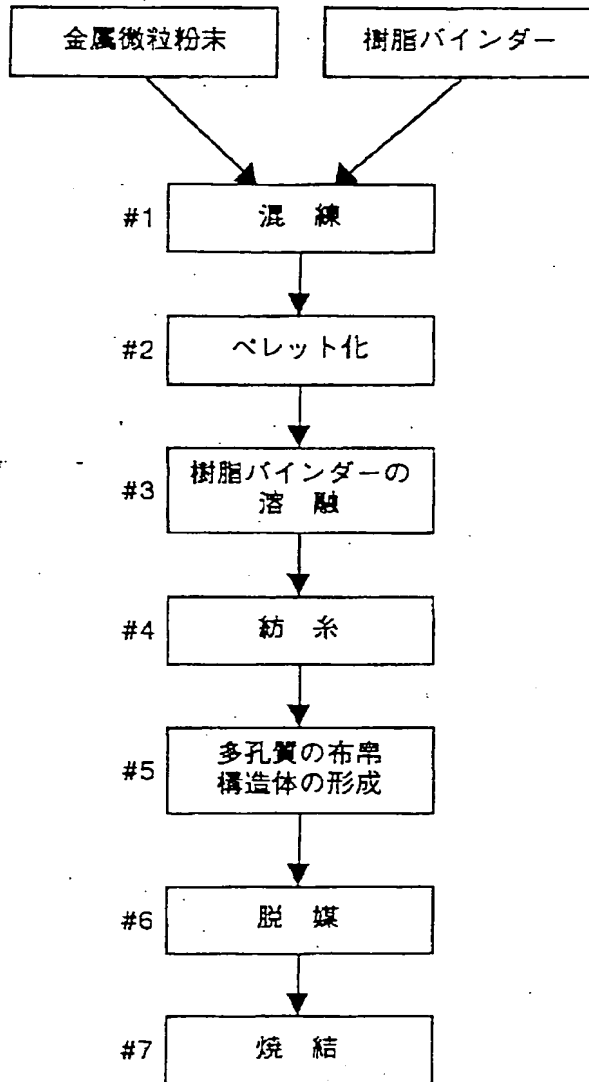 金属微粒粉末
樹脂バインダー
#1 混練
#2 ペレット化
#3 樹脂バインダーの
溶融
#4 紡糸
#5 多孔質の布帛
構造体の形成
#6 脱媒
#7 焼結